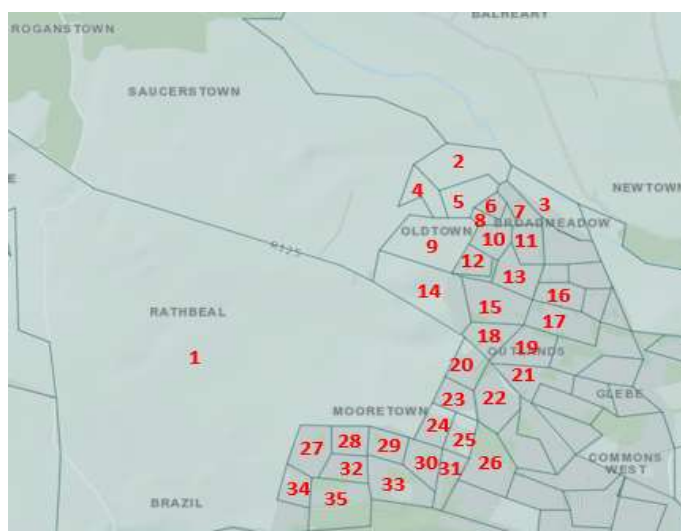 BALHEARY
ROGANSTOWN
SAUCERSTOWN
2
4
NEWTOW
5
6
7
3
8
BROADMEADOW
OLDTOWN
9
10
11
R125
12
13
14
16
15
RATHBEAL
17
18
19
OUTLANDS
1
20
21
GLEBE
23
22
MOORETOWN
24
27
28
29
25
COMMONS
WEST
32
30
31
26
34
35
33
BRAZIL